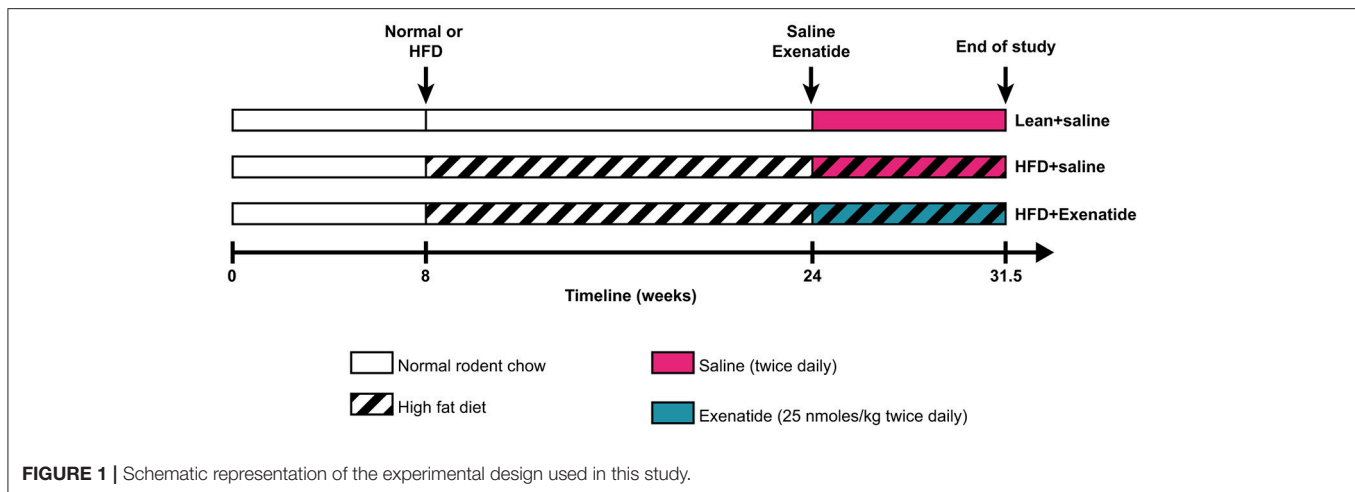 Normal or
HFD
Saline
Exenatide
End of study
Lean+saline
HFD+saline
HFD+Exenatide
0
8
24
31.5
Timeline (weeks)
Normal rodent chow
Saline (twice daily)
High fat diet
Exenatide (25 nmoles/kg twice daily)
FIGURE 1 | Schematic representation of the experimental design used in this study.